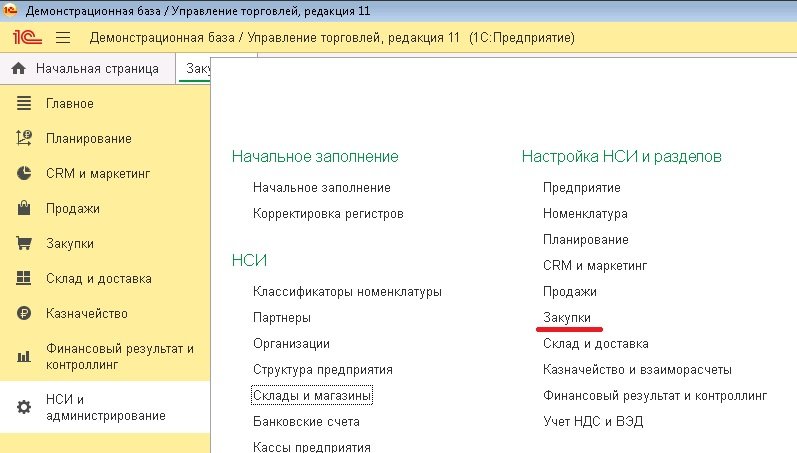 Демонстрационная база / Управление торговлей, редакция 11
1С Демонстрационная база / Управление торговлей, редакция 11 (1С:Предприятие)
Начальная страница
Заку
Главное
Планирование
CRM и маркетинг
Продажи
Закупки
Склад и доставка
Казначейство
Финансовый результат и
контроллинг
НСИ и
администрирование
Начальное заполнение
Начальное заполнение
Корректировка регистров
НСИ
Классификаторы номенклатуры
Партнеры
Организации
Структура предприятия
Склады и магазины
Банковские счета
Кассы предприятия
Настройка НСИ и разделов
Предприятие
Номенклатура
Планирование
CRM и маркетинг
Продажи
Закупки
Склад и доставка
Казначейство и взаиморасчеты
Финансовый результат и контроллинг
Учет НДС и ВЭД